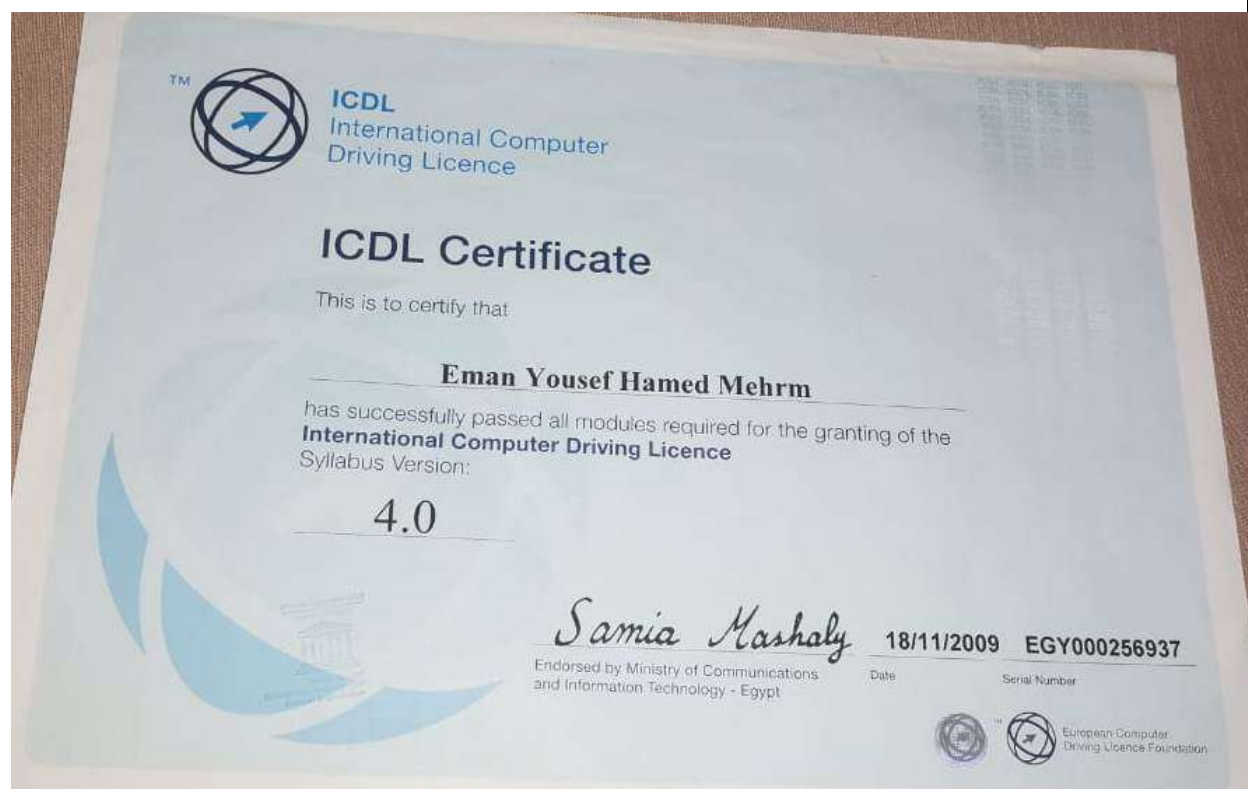 TM
ICDL
International Computer
Driving Licence
ICDL Certificate
This is to certify that
Eman Yousef Hamed Mehrm
has successfully passed all modules required for the granting of the
International Computer Driving Licence
Syllabus Version:
4.0
Samia Mashaly 18/11/2009 EGY000256937
Endorsed by Ministry of Communications Date Serial Number
and Information Technology - Egypt
TM European Computer
Driving Licence Foundation